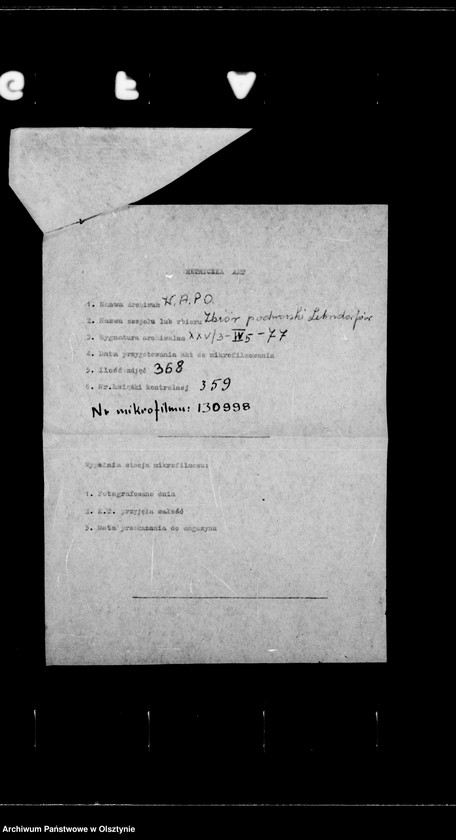 METRYCZKA AKT
1. Nazwa archiwum W.A.P.O.
2. Nazwa zespołu lub zbioru Zbiór podworski Lehndorfów
3. Sygnatura archiwalna XXV/3-IV5-77
4. Data przygotowania akt do mikrofilmowania
5. Ilość zdjęć 368
6. Nr.książki kontrolnej 359
Nr mikrofilmu: 130998
Wypełnia stacja mikrofilmowa:
1. Fotografowano dnia
2. K.T. przyjęła całość
3. Data przekazania do magazynu
Archiwum Państwowe w Olsztynie